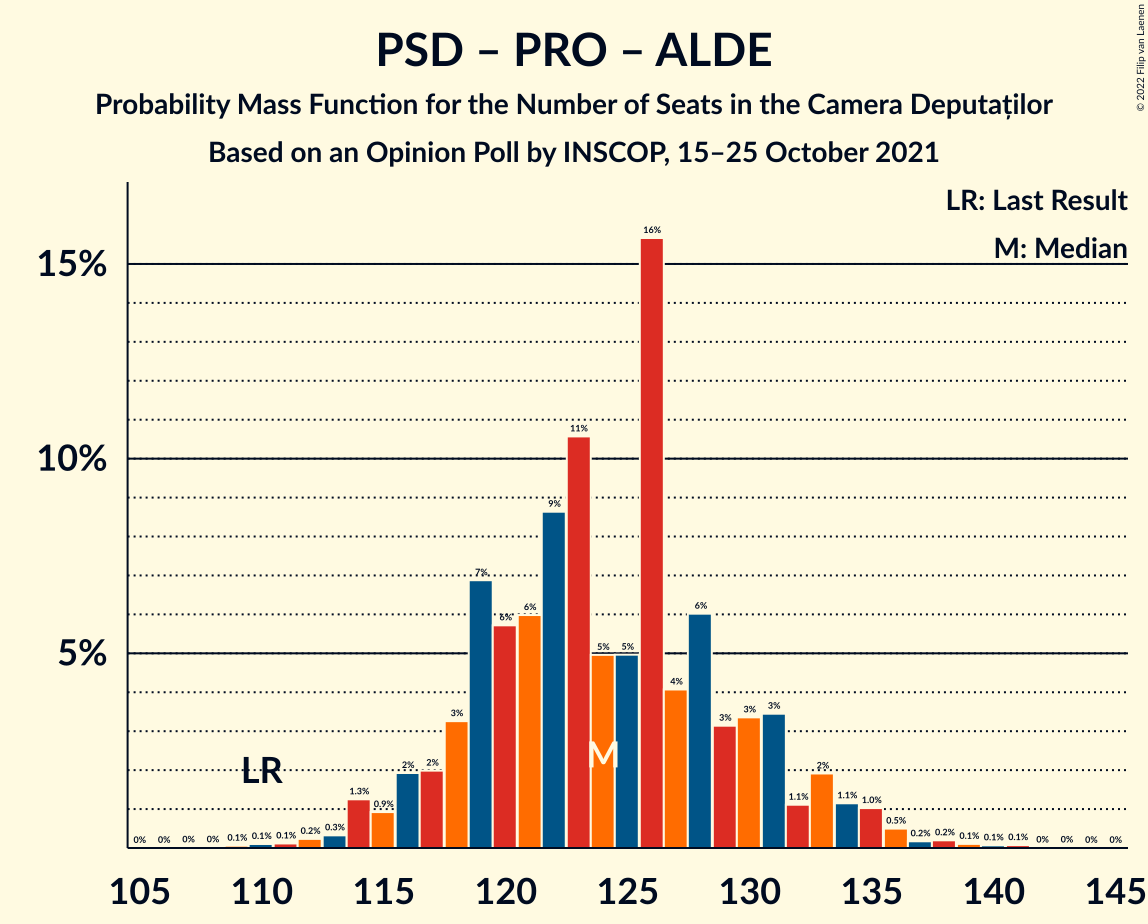 PSD – PRO – ALDE
Probability Mass Function for the Number of Seats in the Camera Deputaților
Based on an Opinion Poll by INSCOP, 15–25 October 2021
© 2022 Filip van Laenen
LR: Last Result
M: Median
15%
10%
5%
0% 0% 0% 0% 0.1% 0.1% 0.1% 0.2% 0.3% 1.3% 0.9% 2% 2% 3% 7% 6% 6% 9% 11% 5% 5% 16% 4% 6% 3% 3% 3% 1.1% 2% 1.1% 1.0% 0.5% 0.2% 0.2% 0.1% 0.1% 0.1% 0% 0% 0% 0%
LR
M
105 110 115 120 125 130 135 140 145